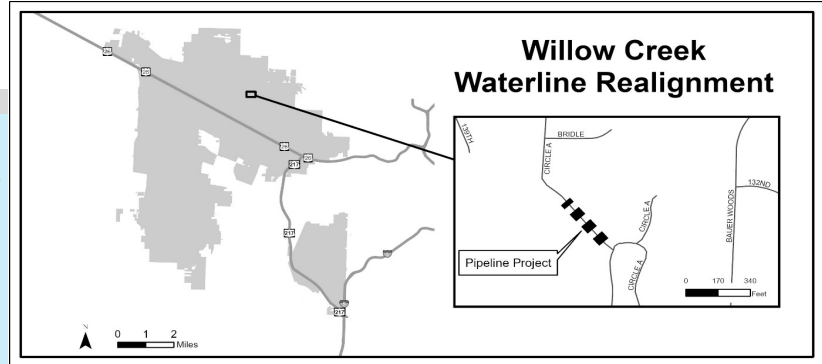 Willow Creek
Waterline Realignment
26
26
26
26
217
217
217
N
0 1 2
Miles
139TH
BRIDLE
CIRCLE A
132ND
BAUER WOODS
CIRCLE A
CIRCLE A
Pipeline Project
0 170 340
Feet